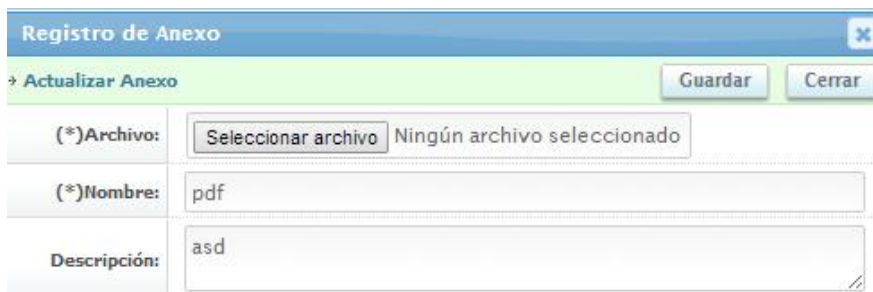 Registro de Anexo
Actualizar Anexo Guardar Cerrar
(*)Archivo: Seleccionar archivo Ningún archivo seleccionado
(*)Nombre: pdf
Descripción: asd